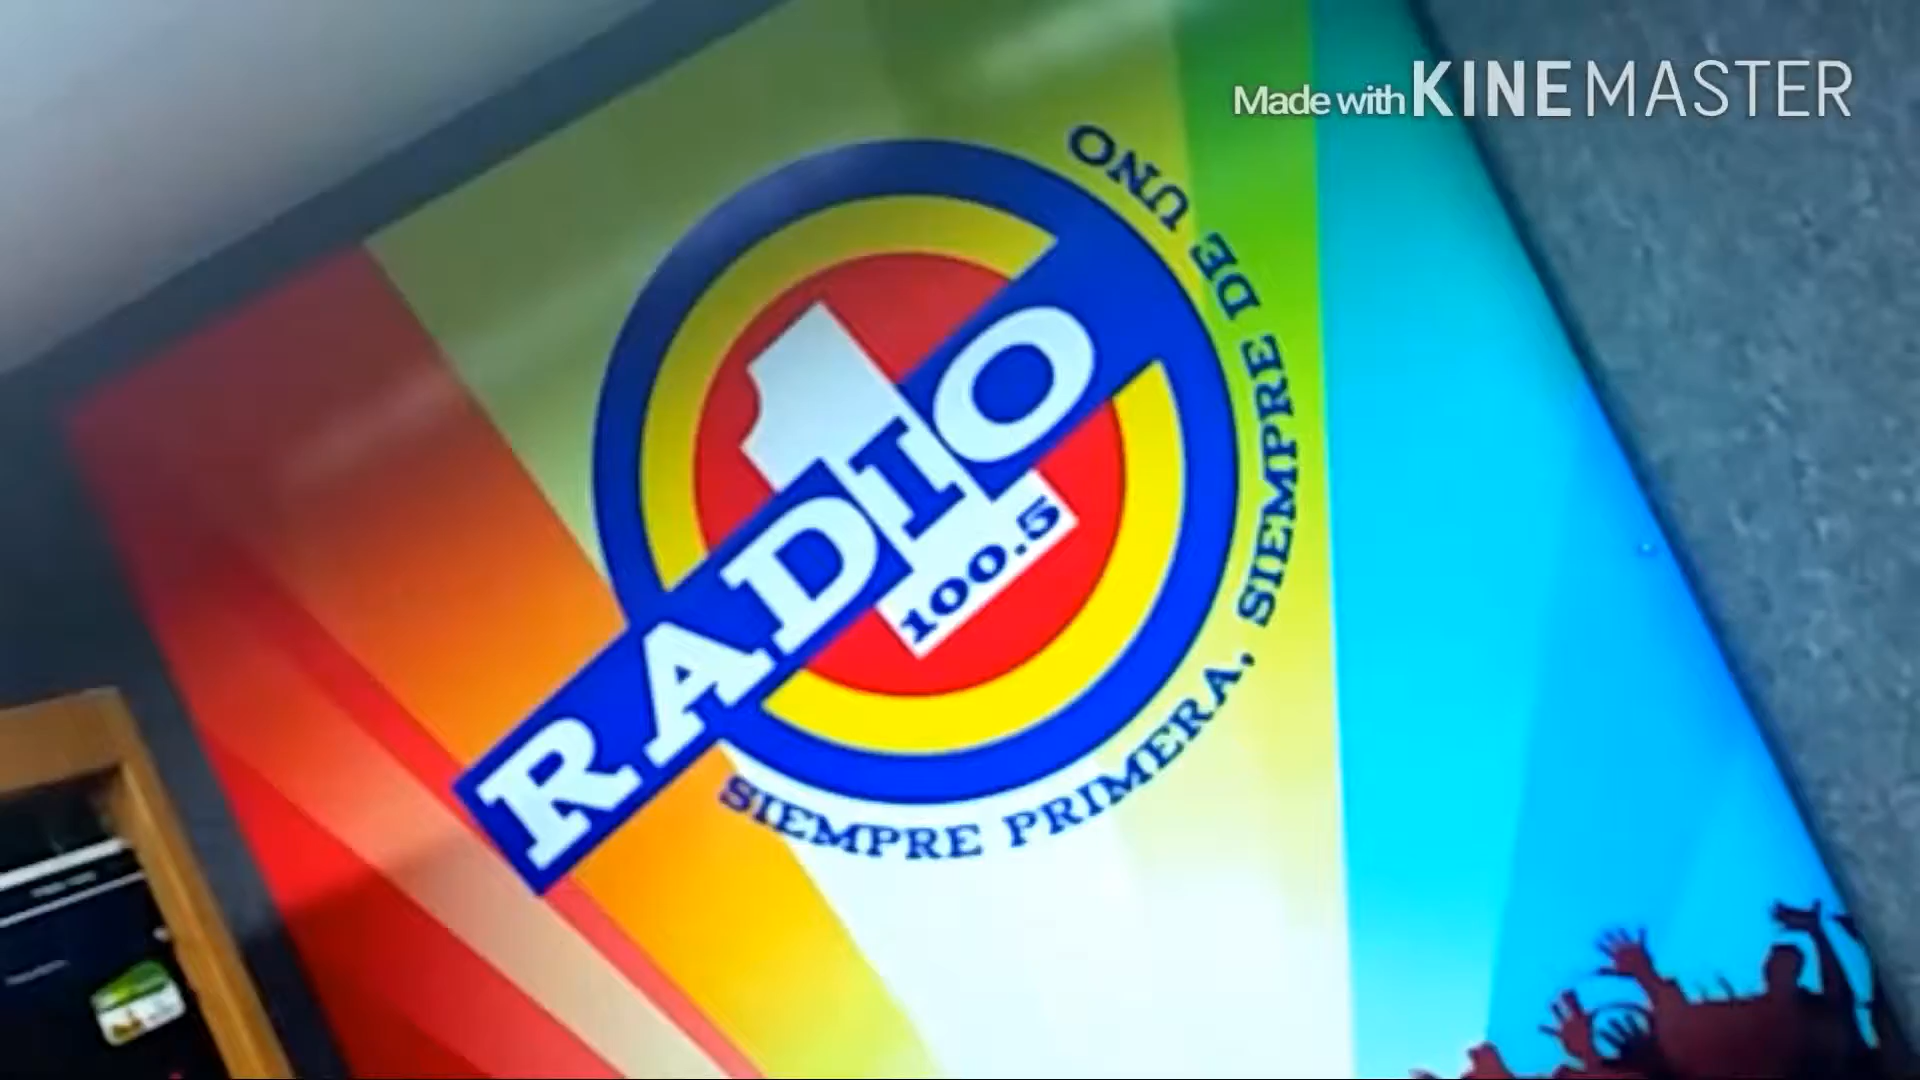 Made with KINEMASTER
RADIO
1
100.5
SIEMPRE PRIMERA, SIEMPRE DE UNO